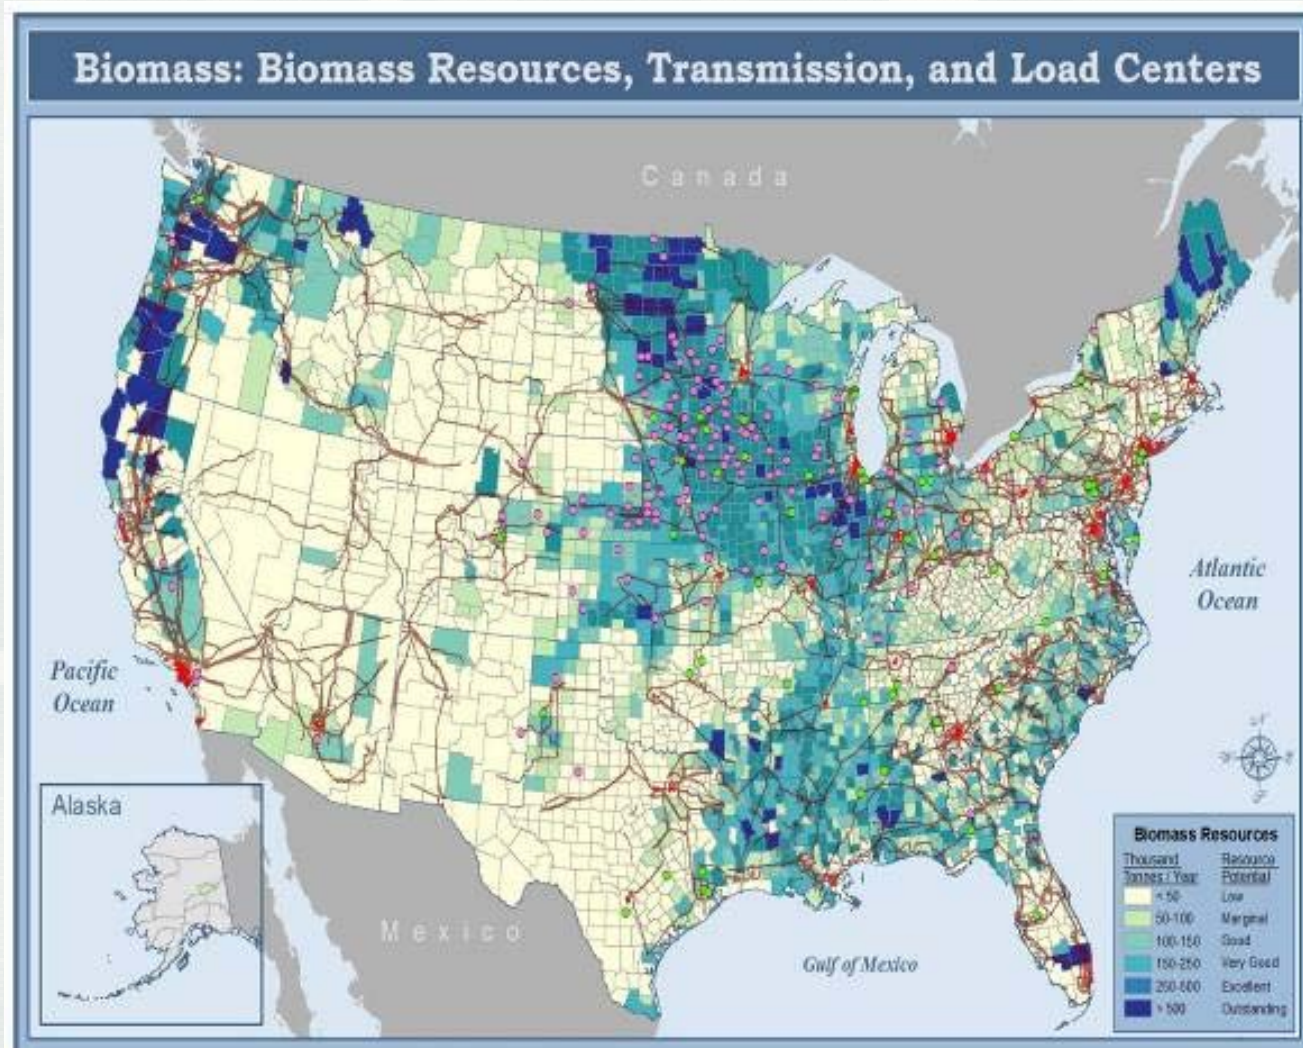 Biomass: Biomass Resources, Transmission, and Load Centers
Canada
Atlantic
Ocean
Pacific
Ocean
Alaska
Mexico
Gulf of Mexico
Biomass Resources
Thousand Resource
Tonnes / Year Potential
< 50 Low
50-100 Marginal
100-150 Good
150-250 Very Good
250-500 Excellent
> 500 Outstanding